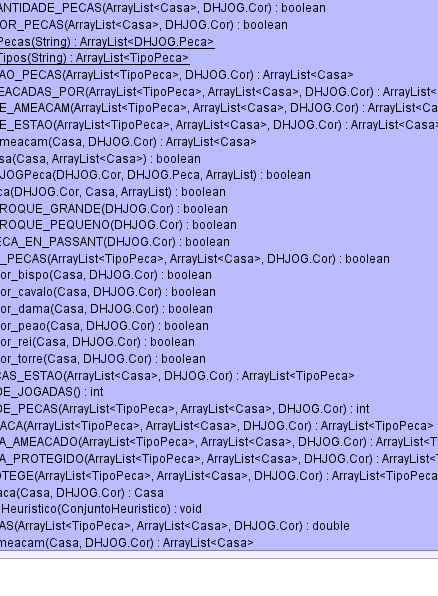 ANTIDADE_PECAS(ArrayList<Casa>, DHJOG.Cor) : boolean
OR_PECAS(ArrayList<Casa>, DHJOG.Cor) : boolean
Pecas(String) : ArrayList<DHJOG.Peca>
Tipos(String) : ArrayList<TipoPeca>
AO_PECAS(ArrayList<TipoPeca>, DHJOG.Cor) : ArrayList<Casa>
EACADAS_POR(ArrayList<TipoPeca>, ArrayList<Casa>, DHJOG.Cor) : ArrayList<
E_AMEACAM(ArrayList<TipoPeca>, ArrayList<Casa>, DHJOG.Cor) : ArrayList<Ca
E_ESTAO(ArrayList<TipoPeca>, ArrayList<Casa>, DHJOG.Cor) : ArrayList<Casa
meacam(Casa, DHJOG.Cor) : ArrayList<Casa>
sa(Casa, ArrayList<Casa>) : boolean
JOGPeca(DHJOG.Cor, DHJOG.Peca, ArrayList) : boolean
ca(DHJOG.Cor, Casa, ArrayList) : boolean
ROQUE_GRANDE(DHJOG.Cor) : boolean
ROQUE_PEQUENO(DHJOG.Cor) : boolean
ECA_EN_PASSANT(DHJOG.Cor) : boolean
_PECAS(ArrayList<TipoPeca>, ArrayList<Casa>, DHJOG.Cor) : boolean
or_bispo(Casa, DHJOG.Cor) : boolean
or_cavalo(Casa, DHJOG.Cor) : boolean
or_dama(Casa, DHJOG.Cor) : boolean
or_peao(Casa, DHJOG.Cor) : boolean
or_rei(Casa, DHJOG.Cor) : boolean
or_torre(Casa, DHJOG.Cor) : boolean
CAS_ESTAO(ArrayList<Casa>, DHJOG.Cor) : ArrayList<TipoPeca>
DE_JOGADAS() : int
DE_PECAS(ArrayList<TipoPeca>, ArrayList<Casa>, DHJOG.Cor) : int
ACA(ArrayList<TipoPeca>, ArrayList<Casa>, DHJOG.Cor) : ArrayList<TipoPeca>
A_AMEACADO(ArrayList<TipoPeca>, ArrayList<Casa>, DHJOG.Cor) : ArrayList<T
A_PROTEGIDO(ArrayList<TipoPeca>, ArrayList<Casa>, DHJOG.Cor) : ArrayList<
OTEGE(ArrayList<TipoPeca>, ArrayList<Casa>, DHJOG.Cor) : ArrayList<TipoPeca
aca(Casa, DHJOG.Cor) : Casa
Heuristico(ConjuntoHeuristico) : void
AS(ArrayList<TipoPeca>, ArrayList<Casa>, DHJOG.Cor) : double
meacam(Casa, DHJOG.Cor) : ArrayList<Casa>